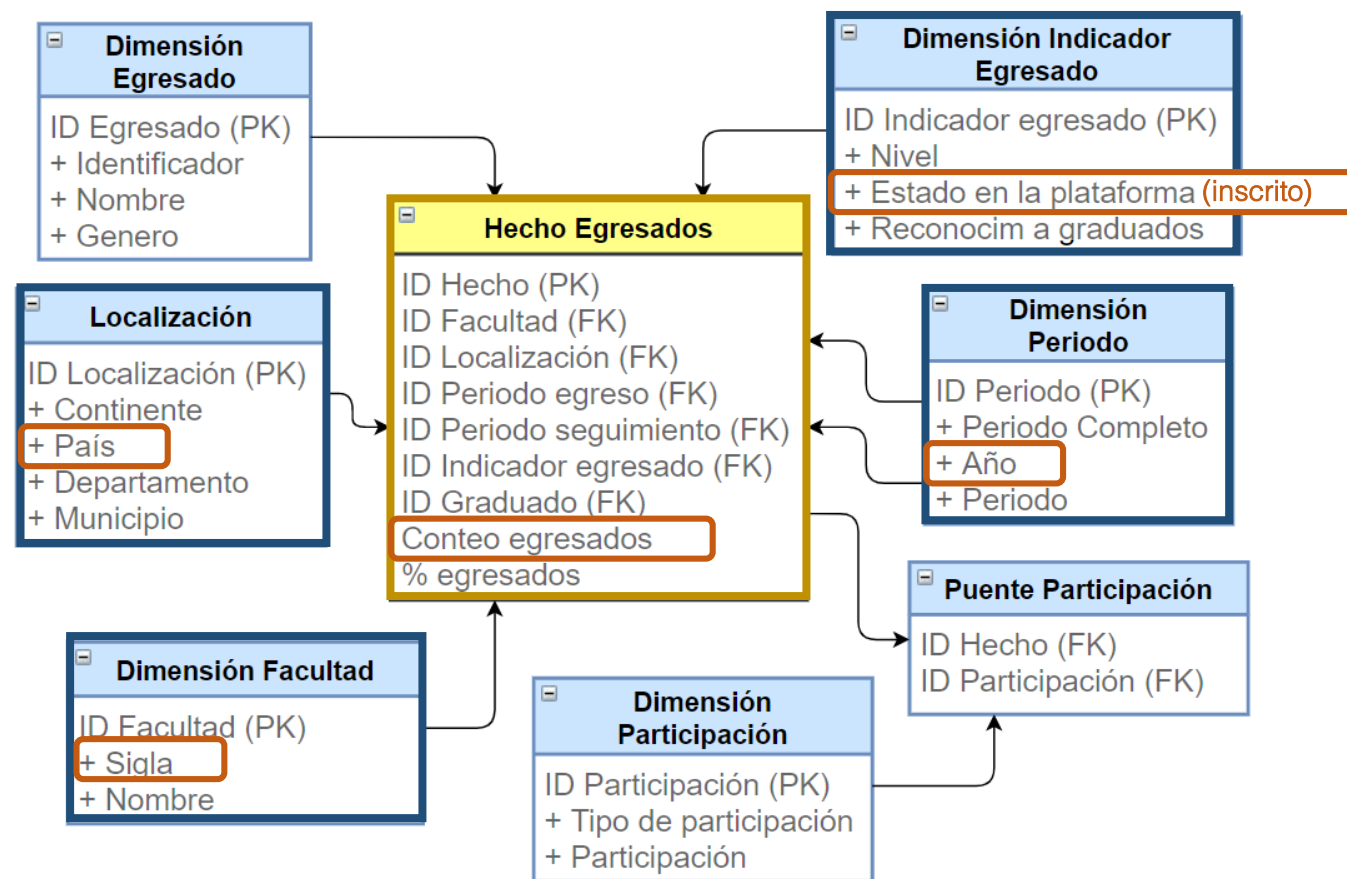 Dimensión
Egresado
ID Egresado (PK)
+ Identificador
+ Nombre
+ Genero
Dimensión Indicador
Egresado
ID Indicador egresado (PK)
+ Nivel
+ Estado en la plataforma (inscrito)
+ Reconocim a graduados
Hecho Egresados
ID Hecho (PK)
ID Facultad (FK)
ID Localización (FK)
ID Periodo egreso (FK)
ID Periodo seguimiento (FK)
ID Indicador egresado (FK)
ID Graduado (FK)
Conteo egresados
% egresados
Localización
ID Localización (PK)
+ Continente
+ País
+ Departamento
+ Municipio
Dimensión
Periodo
ID Periodo (PK)
+ Periodo Completo
+ Año
+ Periodo
Puente Participación
ID Hecho (FK)
ID Participación (FK)
Dimensión Facultad
ID Facultad (PK)
+ Sigla
+ Nombre
Dimensión
Participación
ID Participación (PK)
+ Tipo de participación
+ Participación